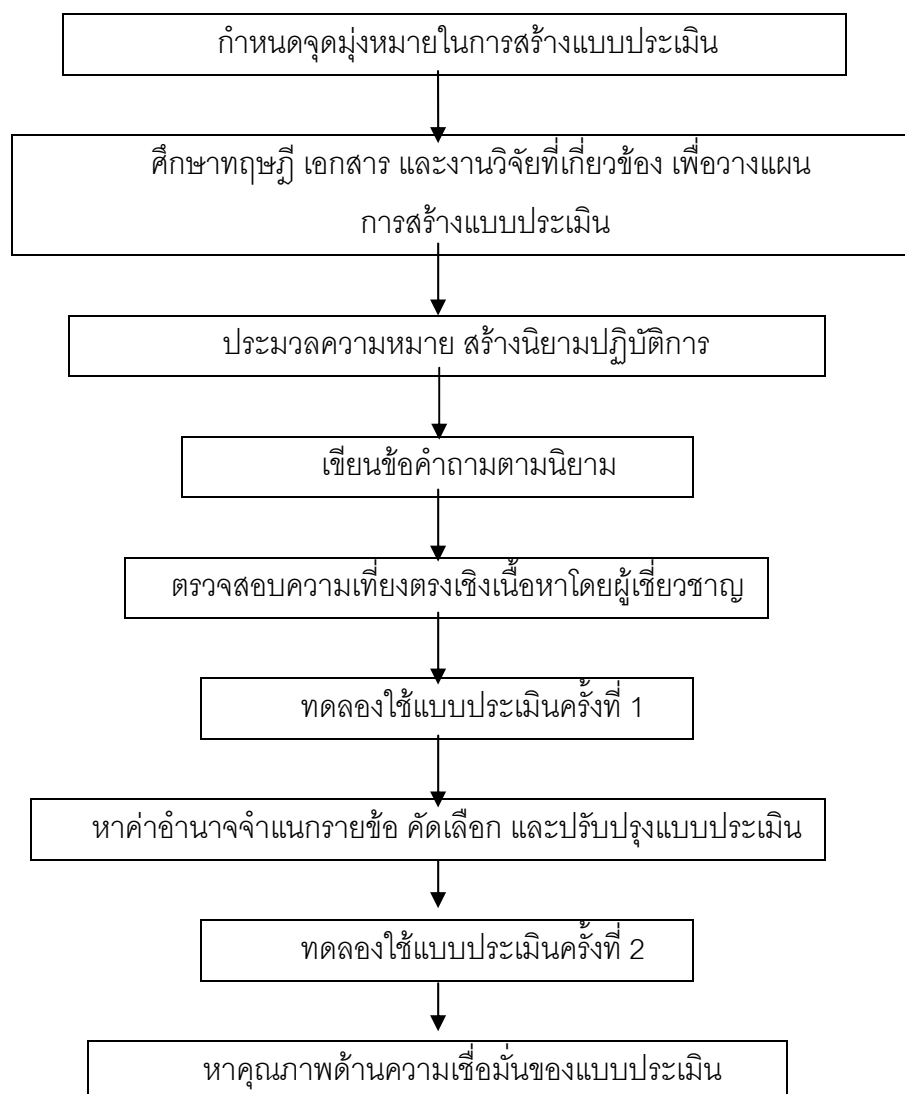 กำหนดจุดมุ่งหมายในการสร้างแบบประเมิน
ศึกษาทฤษฎี เอกสาร และงานวิจัยที่เกี่ยวข้อง เพื่อวางแผน
การสร้างแบบประเมิน
ประมวลความหมาย สร้างนิยามปฏิบัติการ
เขียนข้อคำถามตามนิยาม
ตรวจสอบความเที่ยงตรงเชิงเนื้อหาโดยผู้เชี่ยวชาญ
ทดลองใช้แบบประเมินครั้งที่ 1
หาค่าอำนาจจำแนกรายข้อ คัดเลือก และปรับปรุงแบบประเมิน
ทดลองใช้แบบประเมินครั้งที่ 2
หาคุณภาพด้านความเชื่อมั่นของแบบประเมิน